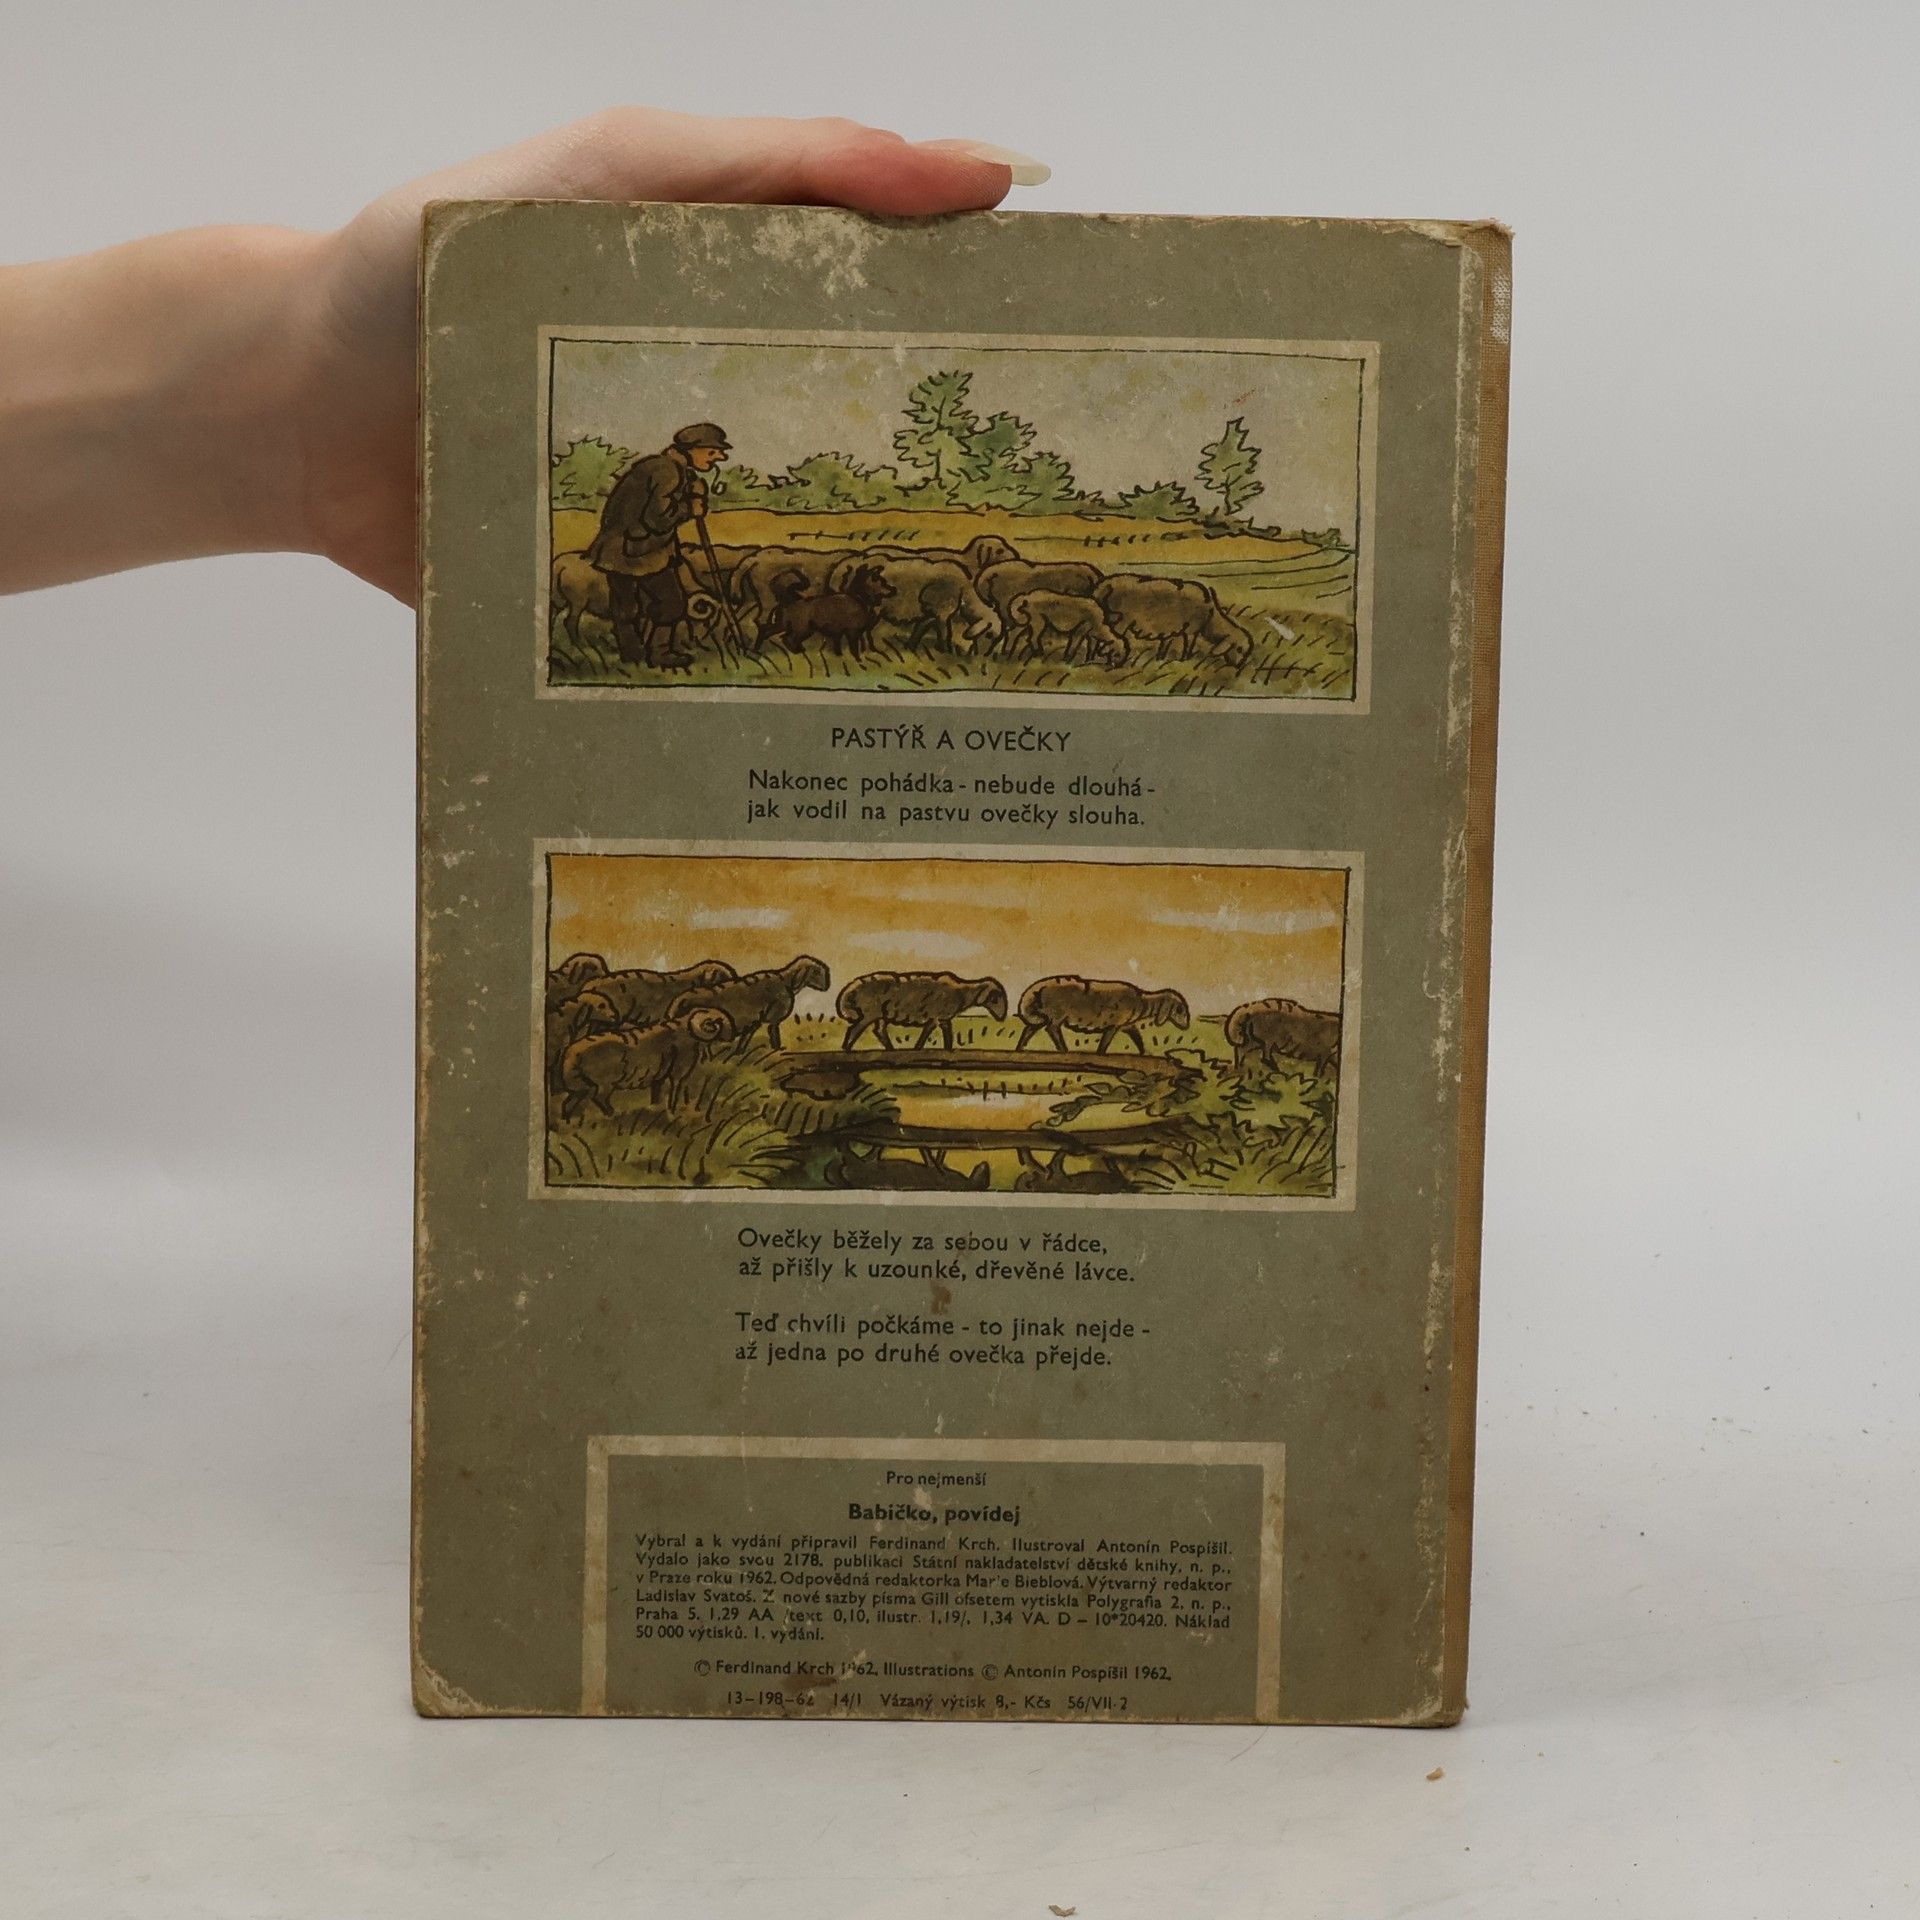 PASTÝŘ A OVEČKY
Nakonec pohádka - nebude dlouhá -
jak vodil na pastvu ovečky slouha.
Ovečky běžely za sebou v řádce,
až přišly k uzounké, dřevěné lávce.
Teď chvíli počkáme - to jinak nejde -
až jedna po druhé ovečka přejde.
Pro nejmenší
Babičko, povídej
Vybral a k vydání připravil Ferdinand Krch. Ilustroval Antonín Pospíšil.
Vydalo jako svou 2178. publikaci Státní nakladatelství dětské knihy, n. p.,
v Praze roku 1962. Odpovědná redaktorka Marie Bieblová. Výtvarný redaktor
Ladislav Svatoš. Z nové sazby písma Gill ofsetem vytiskla Polygrafia 2, n. p.,
Praha 5. 1,29 AA /text 0,10, ilustr. 1,19/, 1,34 VA. D - 10*20420. Náklad
50 000 výtisků. 1. vydání.
© Ferdinand Krch 1962, Illustrations © Antonín Pospíšil 1962.
13-198-62 14/1 Vázaný výtisk 8,- Kčs 56/VII-2